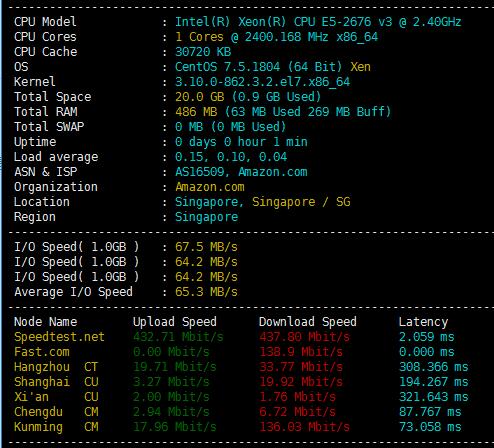 CPU Model : Intel(R) Xeon(R) CPU E5-2676 v3 @ 2.40GHz
CPU Cores : 1 Cores @ 2400.168 MHz x86_64
CPU Cache : 30720 KB
OS : CentOS 7.5.1804 (64 Bit) Xen
Kernel : 3.10.0-862.3.2.el7.x86_64
Total Space : 20.0 GB (0.9 GB Used)
Total RAM : 486 MB (63 MB Used 269 MB Buff)
Total SWAP : 0 MB (0 MB Used)
Uptime : 0 days 0 hour 1 min
Load average : 0.15, 0.10, 0.04
ASN & ISP : AS16509, Amazon.com
Organization : Amazon.com
Location : Singapore, Singapore / SG
Region : Singapore
I/O Speed( 1.0GB ) : 67.5 MB/s
I/O Speed( 1.0GB ) : 64.2 MB/s
I/O Speed( 1.0GB ) : 64.2 MB/s
Average I/O Speed : 65.3 MB/s
Node Name Upload Speed Download Speed Latency
Speedtest.net 432.71 Mbit/s 437.80 Mbit/s 2.059 ms
Fast.com 0.00 Mbit/s 138.9 Mbit/s 0.000 ms
Hangzhou CT 19.71 Mbit/s 33.77 Mbit/s 308.366 ms
Shanghai CU 3.27 Mbit/s 19.92 Mbit/s 194.267 ms
Xi'an CU 2.00 Mbit/s 1.76 Mbit/s 321.643 ms
Chengdu CM 2.94 Mbit/s 6.72 Mbit/s 87.767 ms
Kunming CM 17.96 Mbit/s 136.03 Mbit/s 73.058 ms